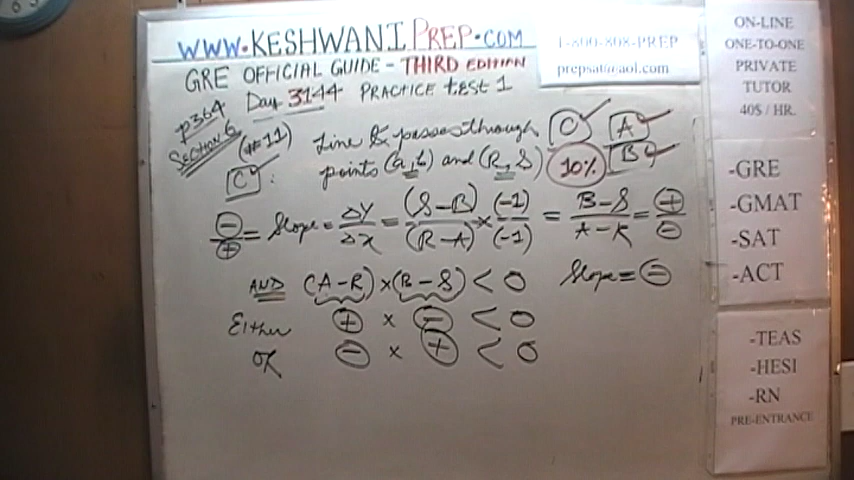 WWW.KESHWANIPREP.COM
1-800-808-PREP
prepsat@aol.com
GRE OFFICIAL GUIDE - THIRD EDITION
Day 3144 PRACTICE test 1
p364
SECTION 6
(#11)
C :
Line k passes through
points (a, b) and (R, S)
C
A
10%
B
⊖/⊕ = Slope = ΔY/Δx = (S-B)/(R-A) × (-1)/(-1) = B-S/A-R = ⊕/⊖
AND (A-R) × (B-S) < 0 Slope = ⊖
Either ⊕ × ⊖ < 0
OR ⊖ × ⊕ < 0
ON-LINE
ONE-TO-ONE
PRIVATE
TUTOR
40$ / HR.
-GRE
-GMAT
-SAT
-ACT
-TEAS
-HESI
-RN
PRE-ENTRANCE